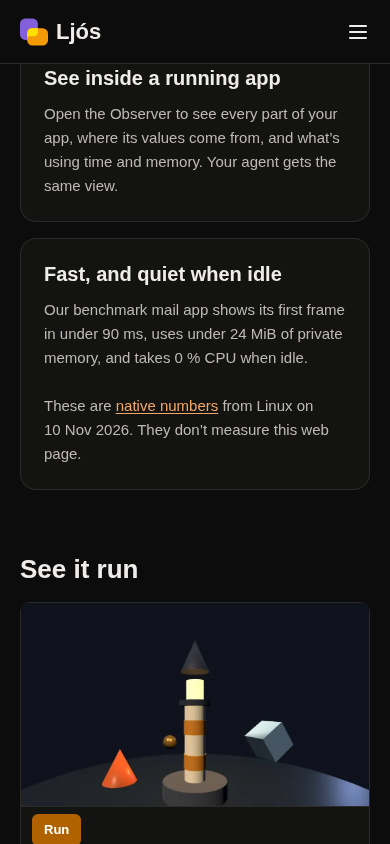 Ljós
See inside a running app
Open the Observer to see every part of your
app, where its values come from, and what’s
using time and memory. Your agent gets the
same view.
Fast, and quiet when idle
Our benchmark mail app shows its first frame
in under 90 ms, uses under 24 MiB of private
memory, and takes 0 % CPU when idle.
These are native numbers from Linux on
10 Nov 2026. They don’t measure this web
page.
See it run
Run